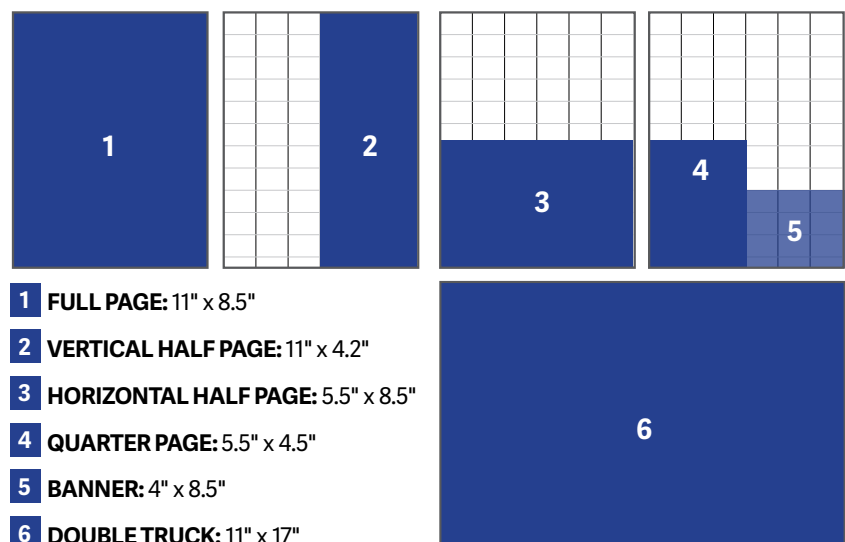 1
2
3
4
5
1 FULL PAGE: 11" x 8.5"
2 VERTICAL HALF PAGE: 11" x 4.2"
3 HORIZONTAL HALF PAGE: 5.5" x 8.5"
4 QUARTER PAGE: 5.5" x 4.5"
5 BANNER: 4" x 8.5"
6 DOUBLE TRUCK: 11" x 17"
6